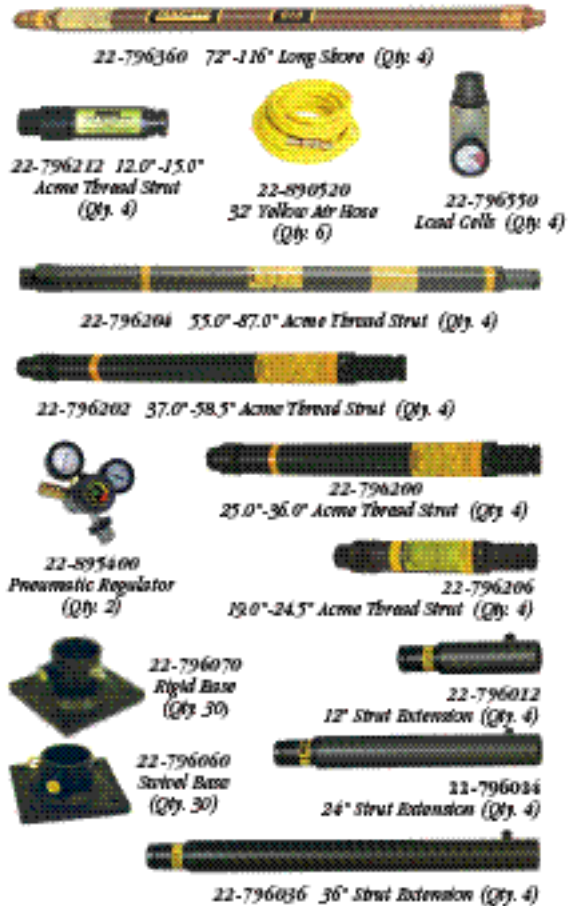 22-796360 72"-116" Long Shore (Qty. 4)
22-796212 12.0"-15.0"
Acme Thread Strut
(Qty. 4)
22-890520
32' Yellow Air Hose
(Qty. 6)
22-796550
Load Cells (Qty. 4)
22-796204 55.0"-87.0" Acme Thread Strut (Qty. 4)
22-796202 37.0"-58.5" Acme Thread Strut (Qty. 4)
22-796200
25.0"-36.0" Acme Thread Strut (Qty. 4)
22-895400
Pneumatic Regulator
(Qty. 2)
22-796206
19.0"-24.5" Acme Thread Strut (Qty. 4)
22-796070
Rigid Base
(Qty. 30)
22-796012
12" Strut Extension (Qty. 4)
22-796060
Swivel Base
(Qty. 30)
24" Strut Extension (Qty. 4)
22-796036 36" Strut Extension (Qty. 4)